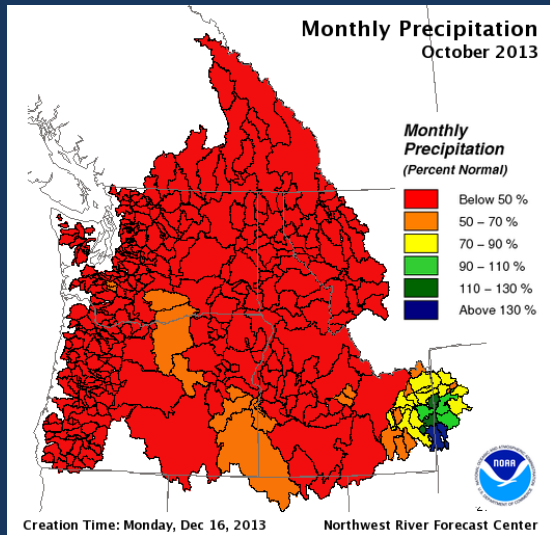 Monthly Precipitation
October 2013
Monthly
Precipitation
(Percent Normal)
Below 50 %
50 – 70 %
70 – 90 %
90 – 110 %
110 – 130 %
Above 130 %
NOAA
Creation Time: Monday, Dec 16, 2013
Northwest River Forecast Center